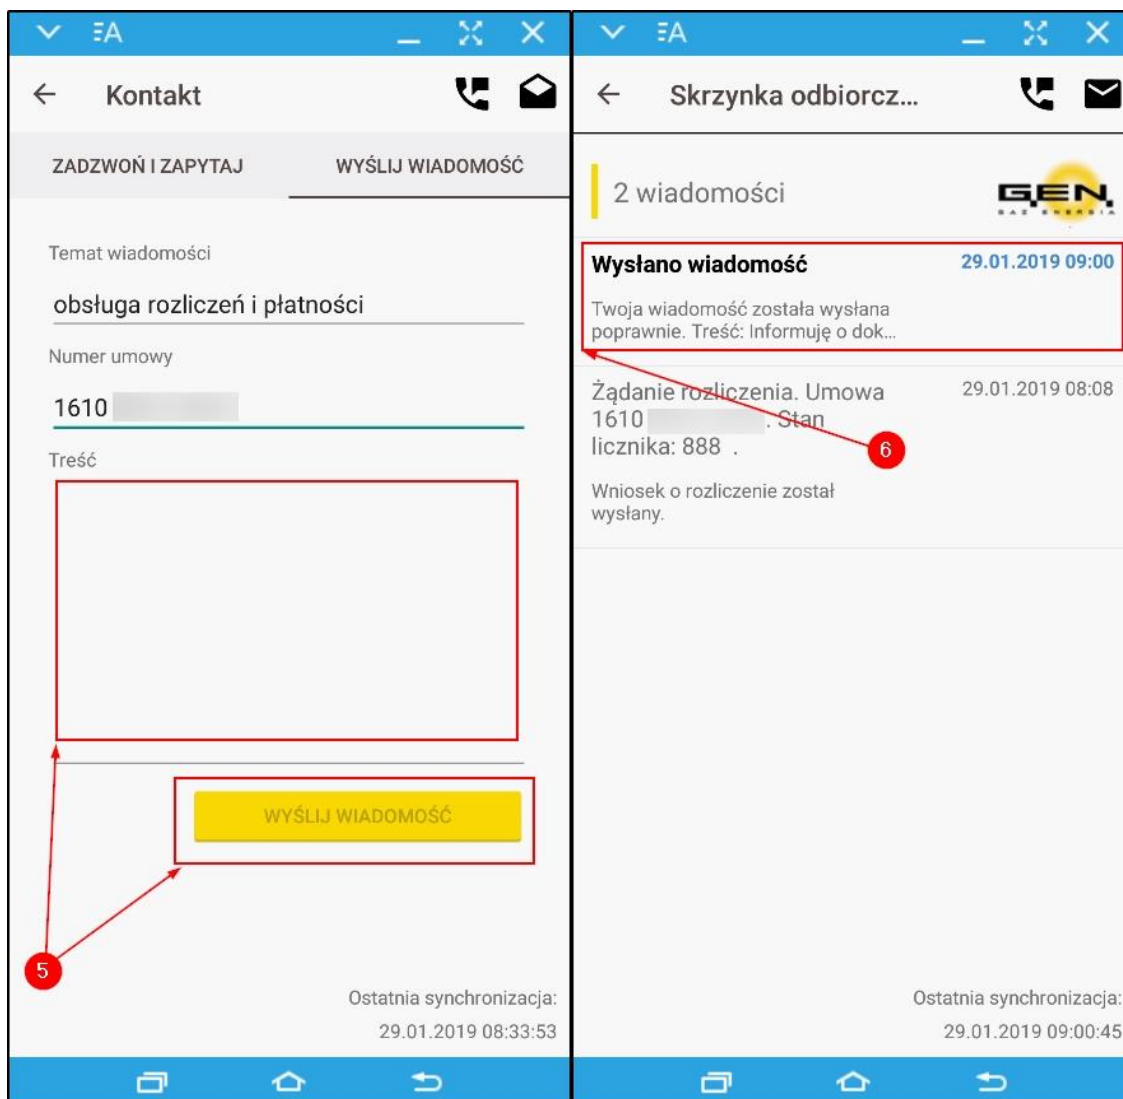 Kontakt
ZADZWOŃ I ZAPYTAJ
WYŚLIJ WIADOMOŚĆ
Temat wiadomości
obsługa rozliczeń i płatności
Numer umowy
1610
Treść
WYŚLIJ WIADOMOŚĆ
5
Ostatnia synchronizacja:
29.01.2019 08:33:53
Skrzynka odbiorcz...
2 wiadomości
G.E.N.
GAZ ENERGIA
Wysłano wiadomość
29.01.2019 09:00
Twoja wiadomość została wysłana
poprawnie. Treść: Informuję o dok...
Żądanie rozliczenia. Umowa
29.01.2019 08:08
1610 . Stan
licznika: 888 .
6
Wniosek o rozliczenie został
wysłany.
Ostatnia synchronizacja:
29.01.2019 09:00:45